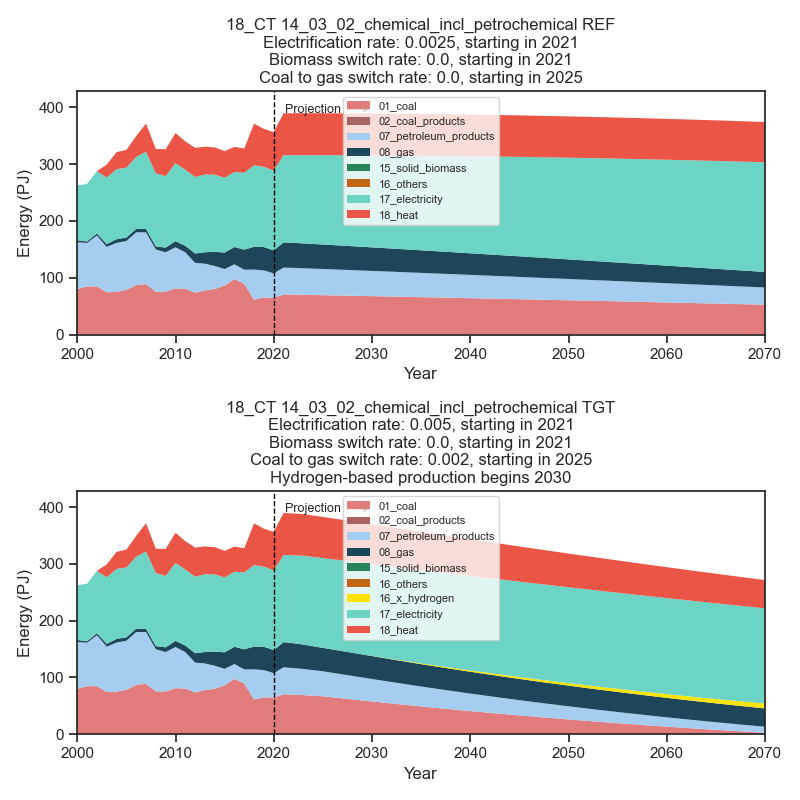 18_CT 14_03_02_chemical_incl_petrochemical REF
Electrification rate: 0.0025, starting in 2021
Biomass switch rate: 0.0, starting in 2021
Coal to gas switch rate: 0.0, starting in 2025
400
300
200
100
0
Energy (PJ)
Projection
01_coal
02_coal_products
07_petroleum_products
08_gas
15_solid_biomass
16_others
17_electricity
18_heat
2000 2010 2020 2030 2040 2050 2060 2070
Year
18_CT 14_03_02_chemical_incl_petrochemical TGT
Electrification rate: 0.005, starting in 2021
Biomass switch rate: 0.0, starting in 2021
Coal to gas switch rate: 0.002, starting in 2025
Hydrogen-based production begins 2030
400
300
200
100
0
Energy (PJ)
Projection
01_coal
02_coal_products
07_petroleum_products
08_gas
15_solid_biomass
16_others
16_x_hydrogen
17_electricity
18_heat
2000 2010 2020 2030 2040 2050 2060 2070
Year